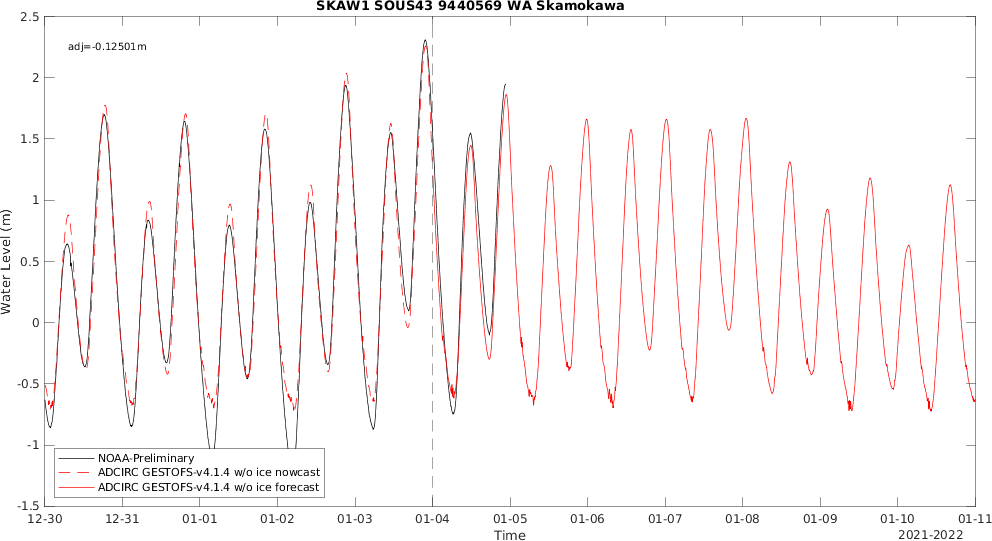 SKAW1 SOUS43 9440569 WA Skamokawa
adj=-0.12501m
2.5
2
1.5
1
0.5
0
-0.5
-1
-1.5
Water Level (m)
NOAA-Preliminary
ADCIRC GESTOFS-v4.1.4 w/o ice nowcast
ADCIRC GESTOFS-v4.1.4 w/o ice forecast
12-30 12-31 01-01 01-02 01-03 01-04 01-05 01-06 01-07 01-08 01-09 01-10 01-11
Time
2021-2022